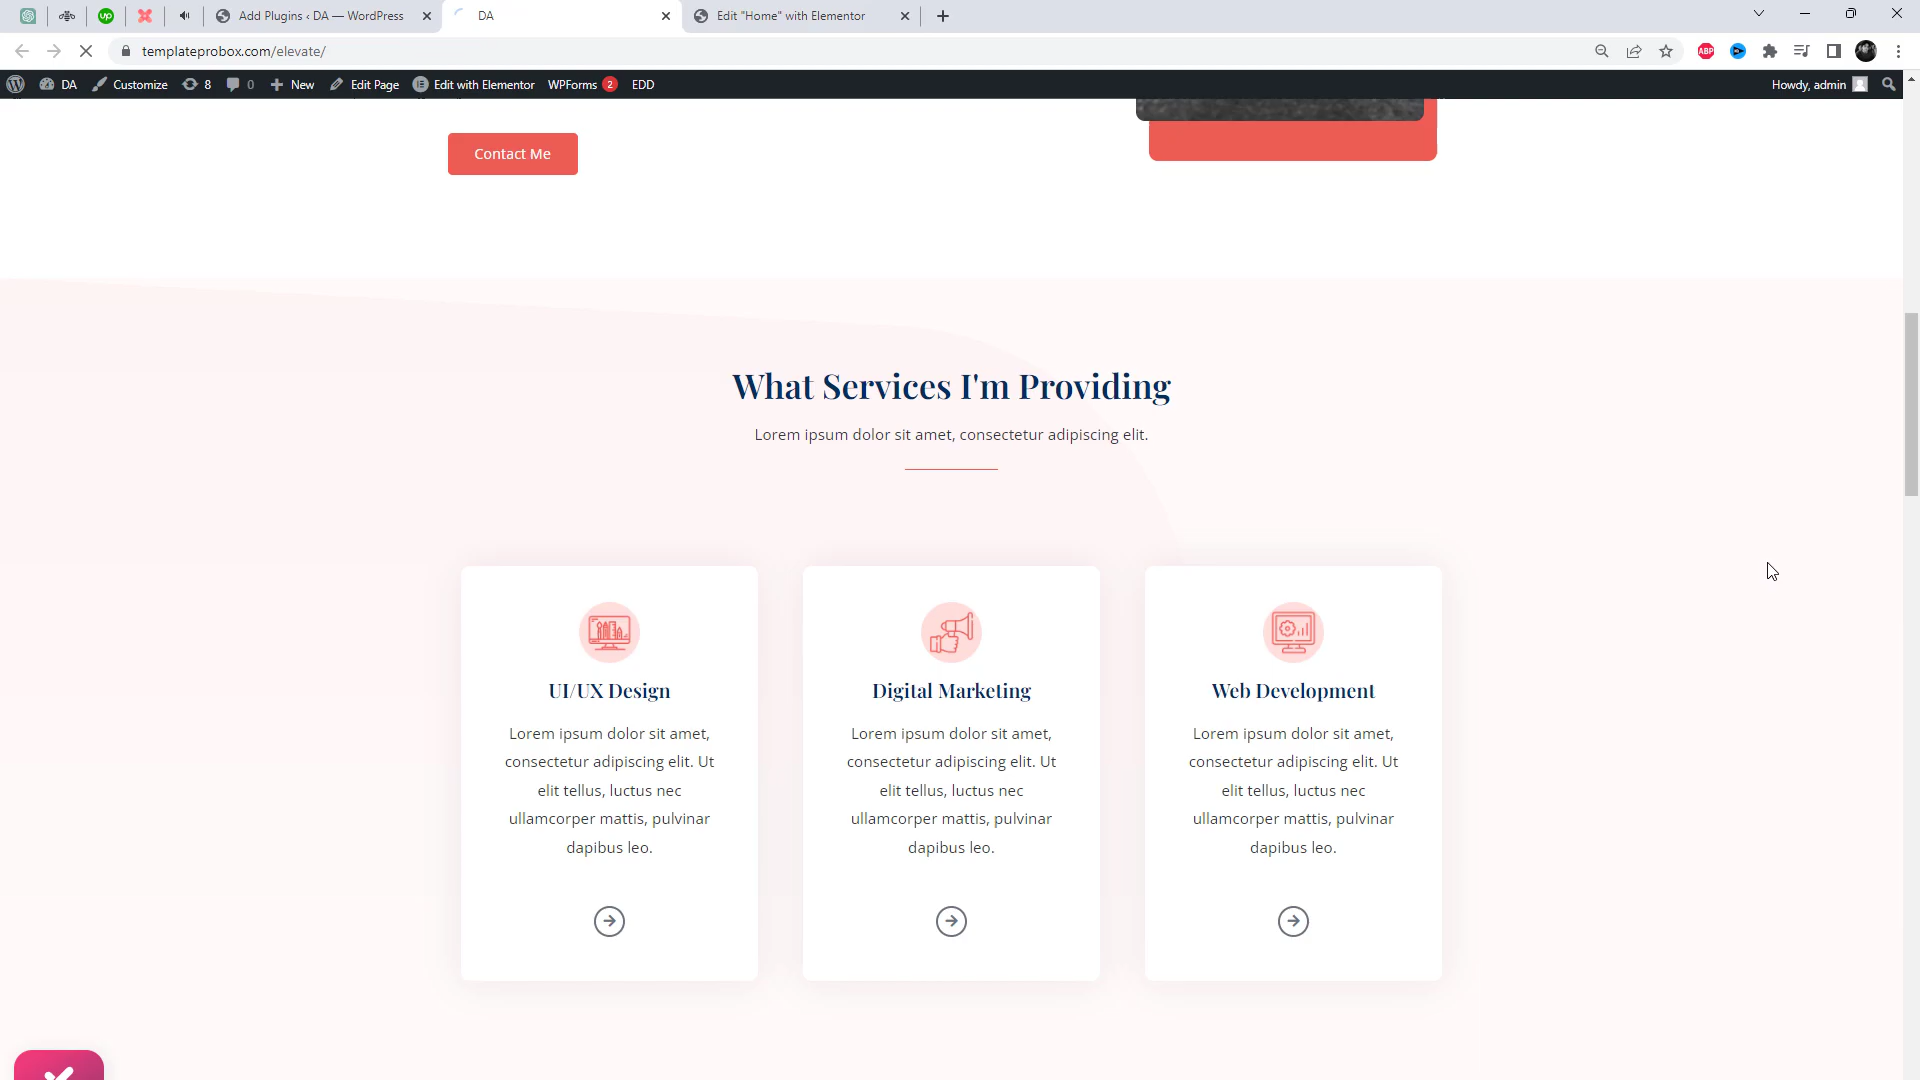 Add Plugins ‹ DA — WordPress
DA
Edit "Home" with Elementor
templateprobox.com/elevate/
DA
Customize
8
0
New
Edit Page
Edit with Elementor
WPForms 2
EDD
Howdy, admin
up
ABP
Contact Me
What Services I'm Providing
Lorem ipsum dolor sit amet, consectetur adipiscing elit.
UI/UX Design
Lorem ipsum dolor sit amet,
consectetur adipiscing elit. Ut
elit tellus, luctus nec
ullamcorper mattis, pulvinar
dapibus leo.
Digital Marketing
Lorem ipsum dolor sit amet,
consectetur adipiscing elit. Ut
elit tellus, luctus nec
ullamcorper mattis, pulvinar
dapibus leo.
Web Development
Lorem ipsum dolor sit amet,
consectetur adipiscing elit. Ut
elit tellus, luctus nec
ullamcorper mattis, pulvinar
dapibus leo.